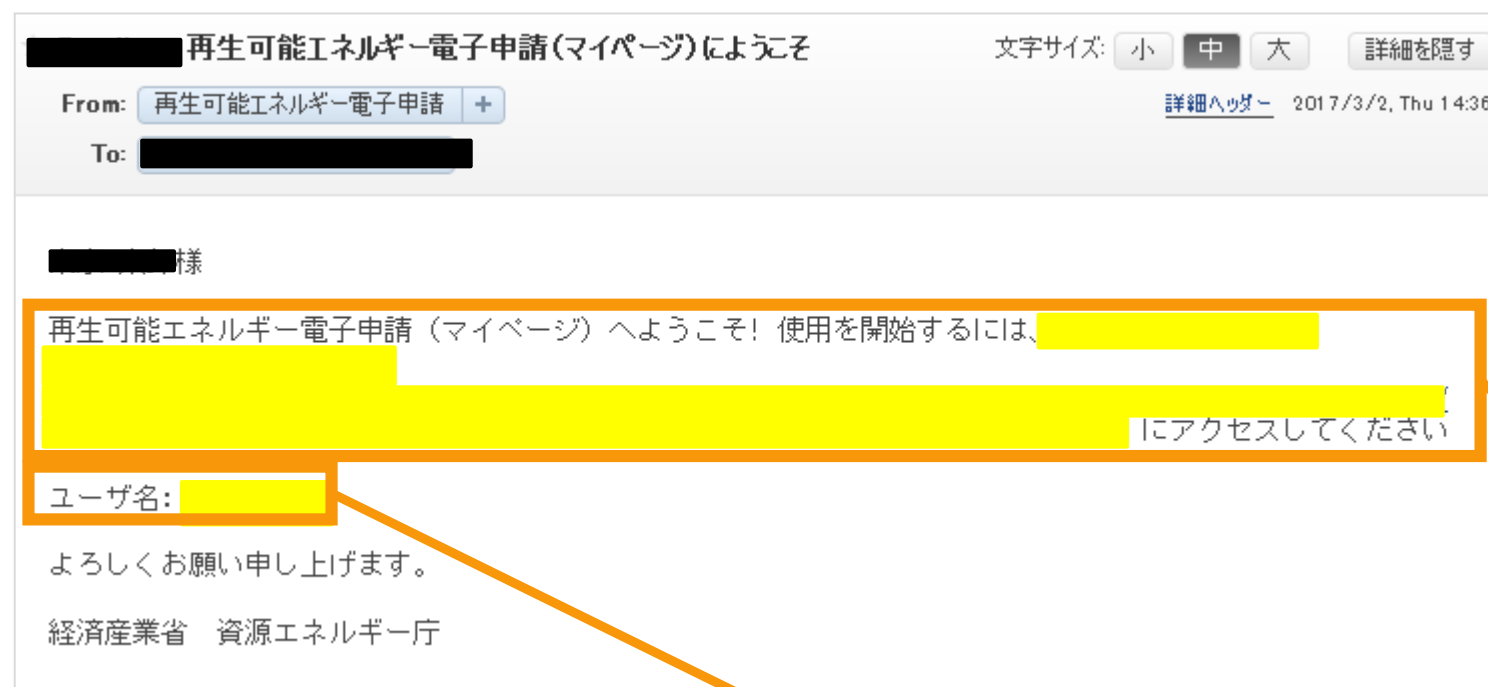 再生可能エネルギー電子申請(マイページ)にようこそ
文字サイズ: 小 中 大 詳細を隠す
From: 再生可能エネルギー電子申請 +
詳細ヘッダー 2017/3/2, Thu 14:36
To:
様
再生可能エネルギー電子申請（マイページ）へようこそ! 使用を開始するには、
にアクセスしてください
ユーザ名:
よろしくお願い申し上げます。
経済産業省　資源エネルギー庁